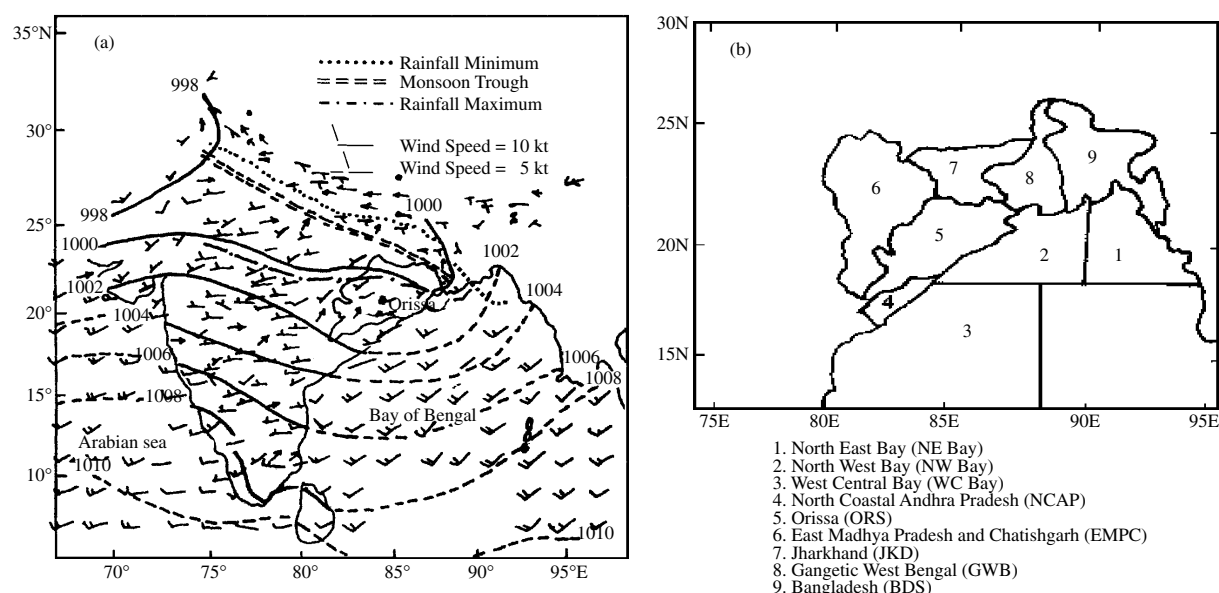 (a)
35°N
998
Rainfall Minimum
Monsoon Trough
Rainfall Maximum
30°
Wind Speed = 10 kt
Wind Speed = 5 kt
998
1000
25°
1000
1002
1002
1004
20°
Orissa
1004
1006
1006
1008
15°
1008
Bay of Bengal
Arabian sea
1010
10°
1010
70°
75°
80°
85°
90°
95°E
30N
(b)
25N
9
7
8
6
5
20N
2
1
4
3
15N
75E
80E
85E
90E
95E
1. North East Bay (NE Bay)
2. North West Bay (NW Bay)
3. West Central Bay (WC Bay)
4. North Coastal Andhra Pradesh (NCAP)
5. Orissa (ORS)
6. East Madhya Pradesh and Chatishgarh (EMPC)
7. Jharkhand (JKD)
8. Gangetic West Bengal (GWB)
9. Bangladesh (BDS)